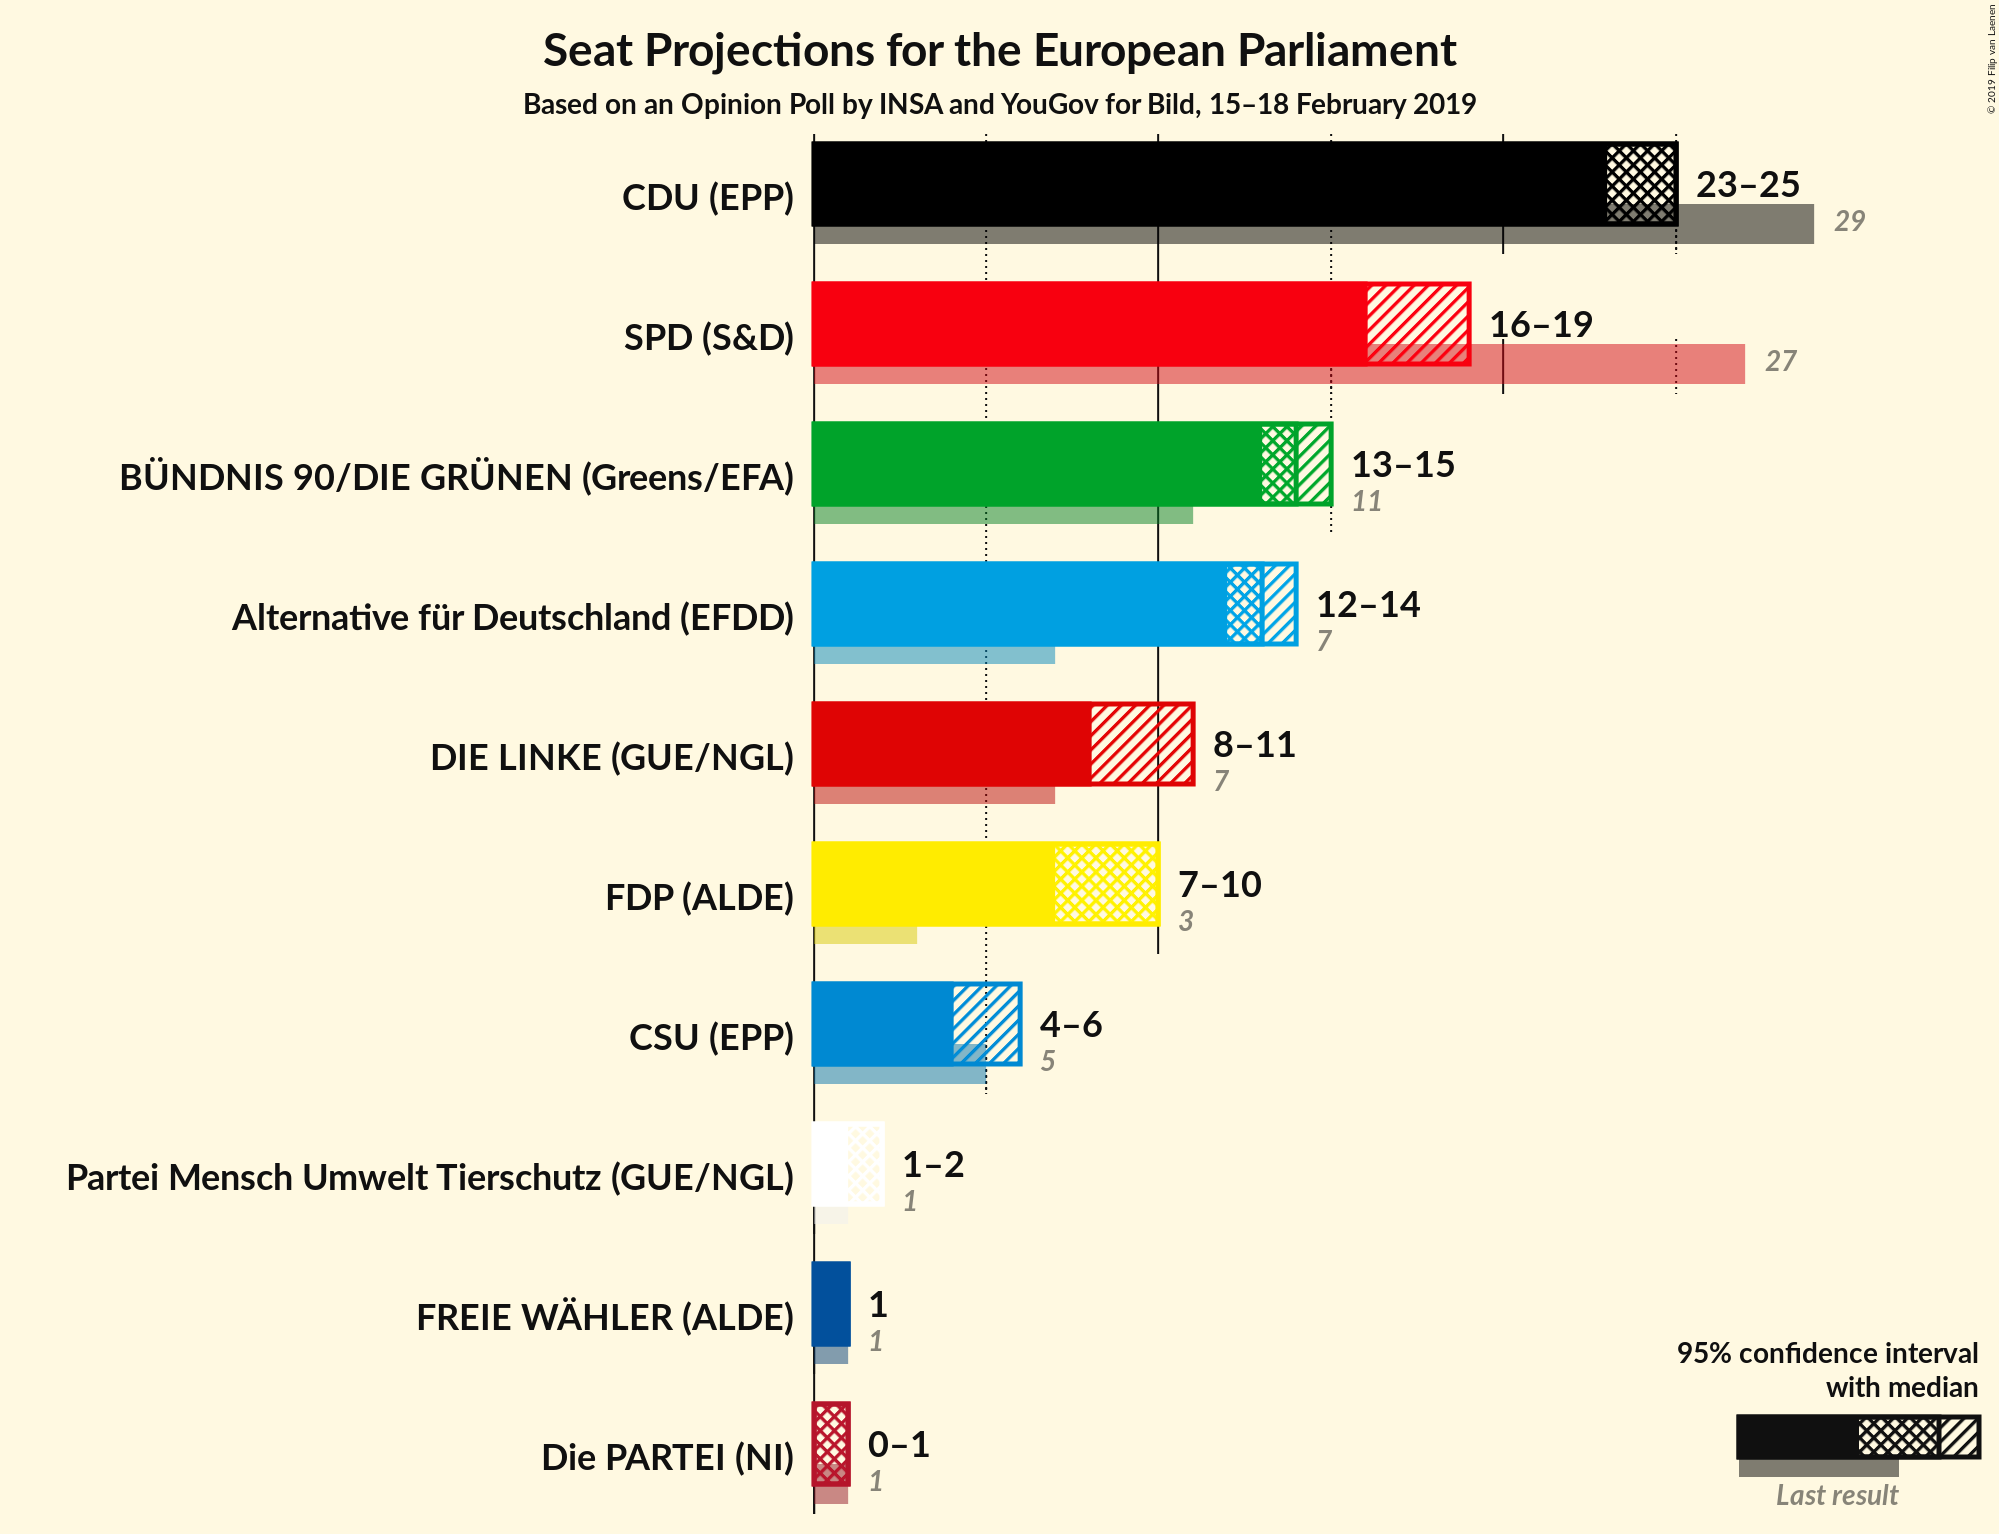 Seat Projections for the European Parliament
Based on an Opinion Poll by INSA and YouGov for Bild, 15–18 February 2019
© 2019 Filip van Laenen
CDU (EPP)
23–25
29
SPD (S&D)
16–19
27
BÜNDNIS 90/DIE GRÜNEN (Greens/EFA)
13–15
11
Alternative für Deutschland (EFDD)
12–14
7
DIE LINKE (GUE/NGL)
8–11
7
FDP (ALDE)
7–10
3
CSU (EPP)
4–6
5
Partei Mensch Umwelt Tierschutz (GUE/NGL)
1–2
1
FREIE WÄHLER (ALDE)
1
1
Die PARTEI (NI)
0–1
1
95% confidence interval
with median
Last result